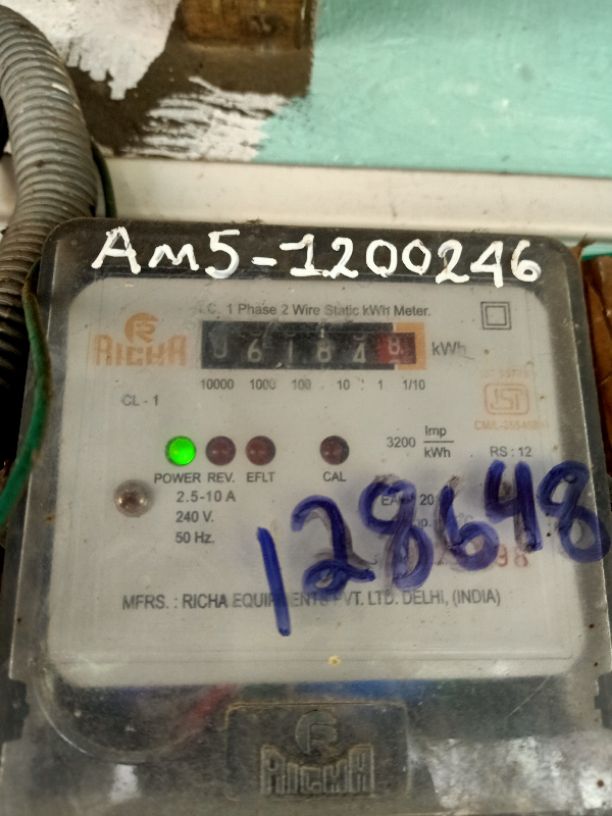 AM5-1200246
A.C. 1 Phase 2 Wire Static kWh Meter.
RICHA
06184 8 kWh
10000 1000 100 10 1 1/10
CL - 1
ISI
3200 Imp/kWh
RS : 12
POWER REV. EFLT CAL
2.5-10 A
240 V.
50 Hz.
128648
MFRS. : RICHA EQUIPMENTS PVT. LTD. DELHI, (INDIA)
RICHA